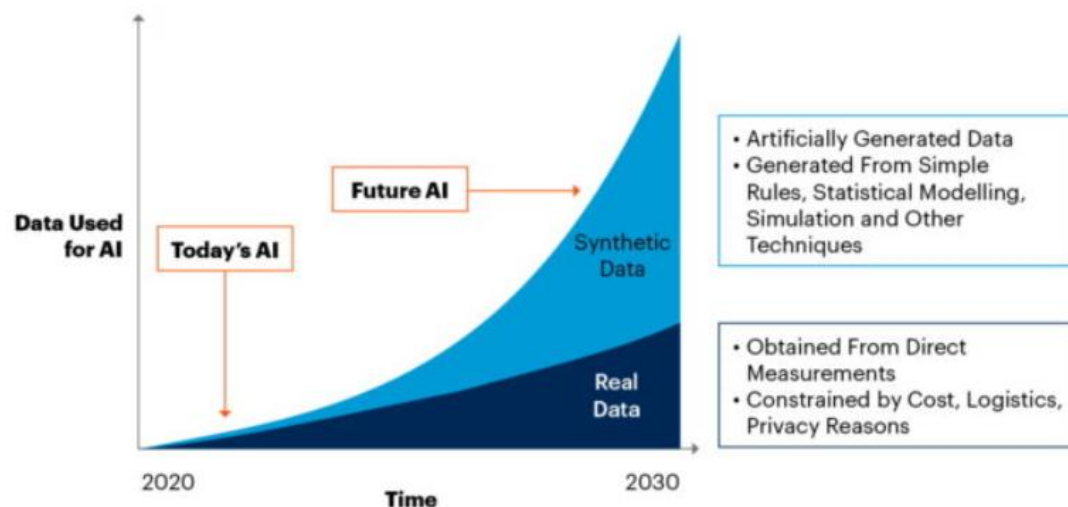 Data Used
for AI
Today's AI
Future AI
Synthetic
Data
Real
Data
2020
2030
Time
• Artificially Generated Data
• Generated From Simple
Rules, Statistical Modelling,
Simulation and Other
Techniques
• Obtained From Direct
Measurements
• Constrained by Cost, Logistics,
Privacy Reasons